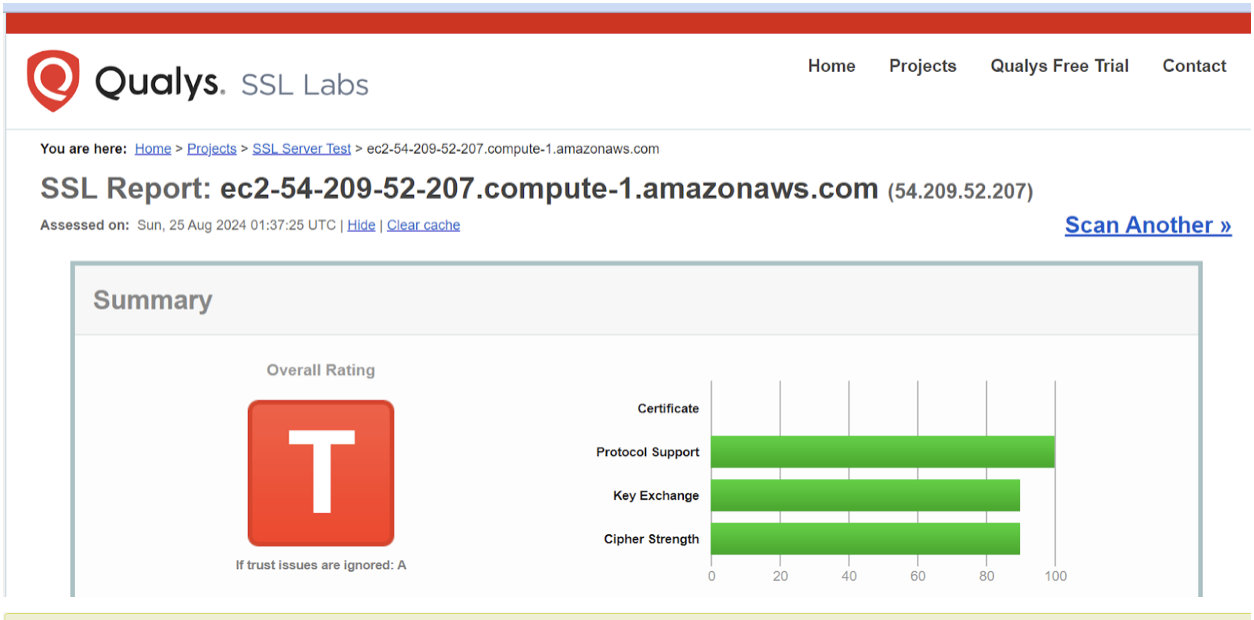 Qualys. SSL Labs
Home Projects Qualys Free Trial Contact
You are here: Home > Projects > SSL Server Test > ec2-54-209-52-207.compute-1.amazonaws.com
SSL Report: ec2-54-209-52-207.compute-1.amazonaws.com (54.209.52.207)
Assessed on: Sun, 25 Aug 2024 01:37:25 UTC | Hide | Clear cache
Scan Another »
Summary
Overall Rating
T
If trust issues are ignored: A
Certificate
Protocol Support
Key Exchange
Cipher Strength
0 20 40 60 80 100